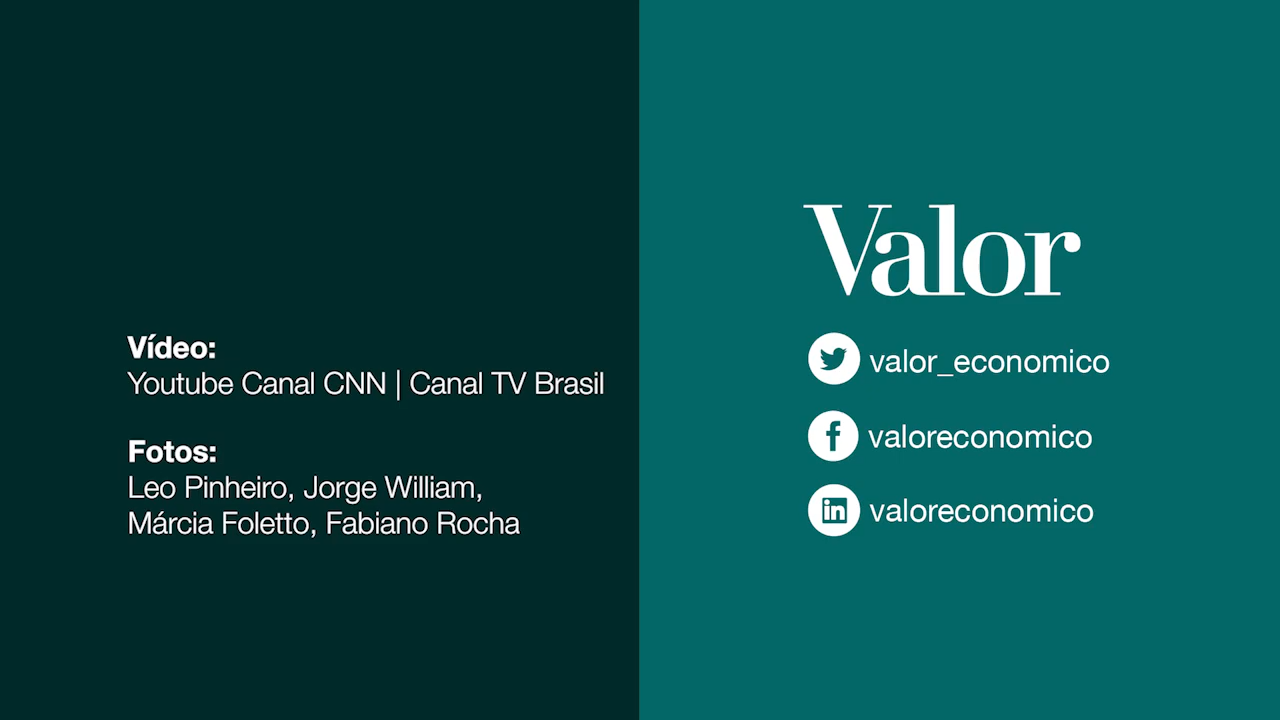 Vídeo:
Youtube Canal CNN | Canal TV Brasil
Fotos:
Leo Pinheiro, Jorge William,
Márcia Foletto, Fabiano Rocha
Valor
valor_economico
valoreconomico
valoreconomico